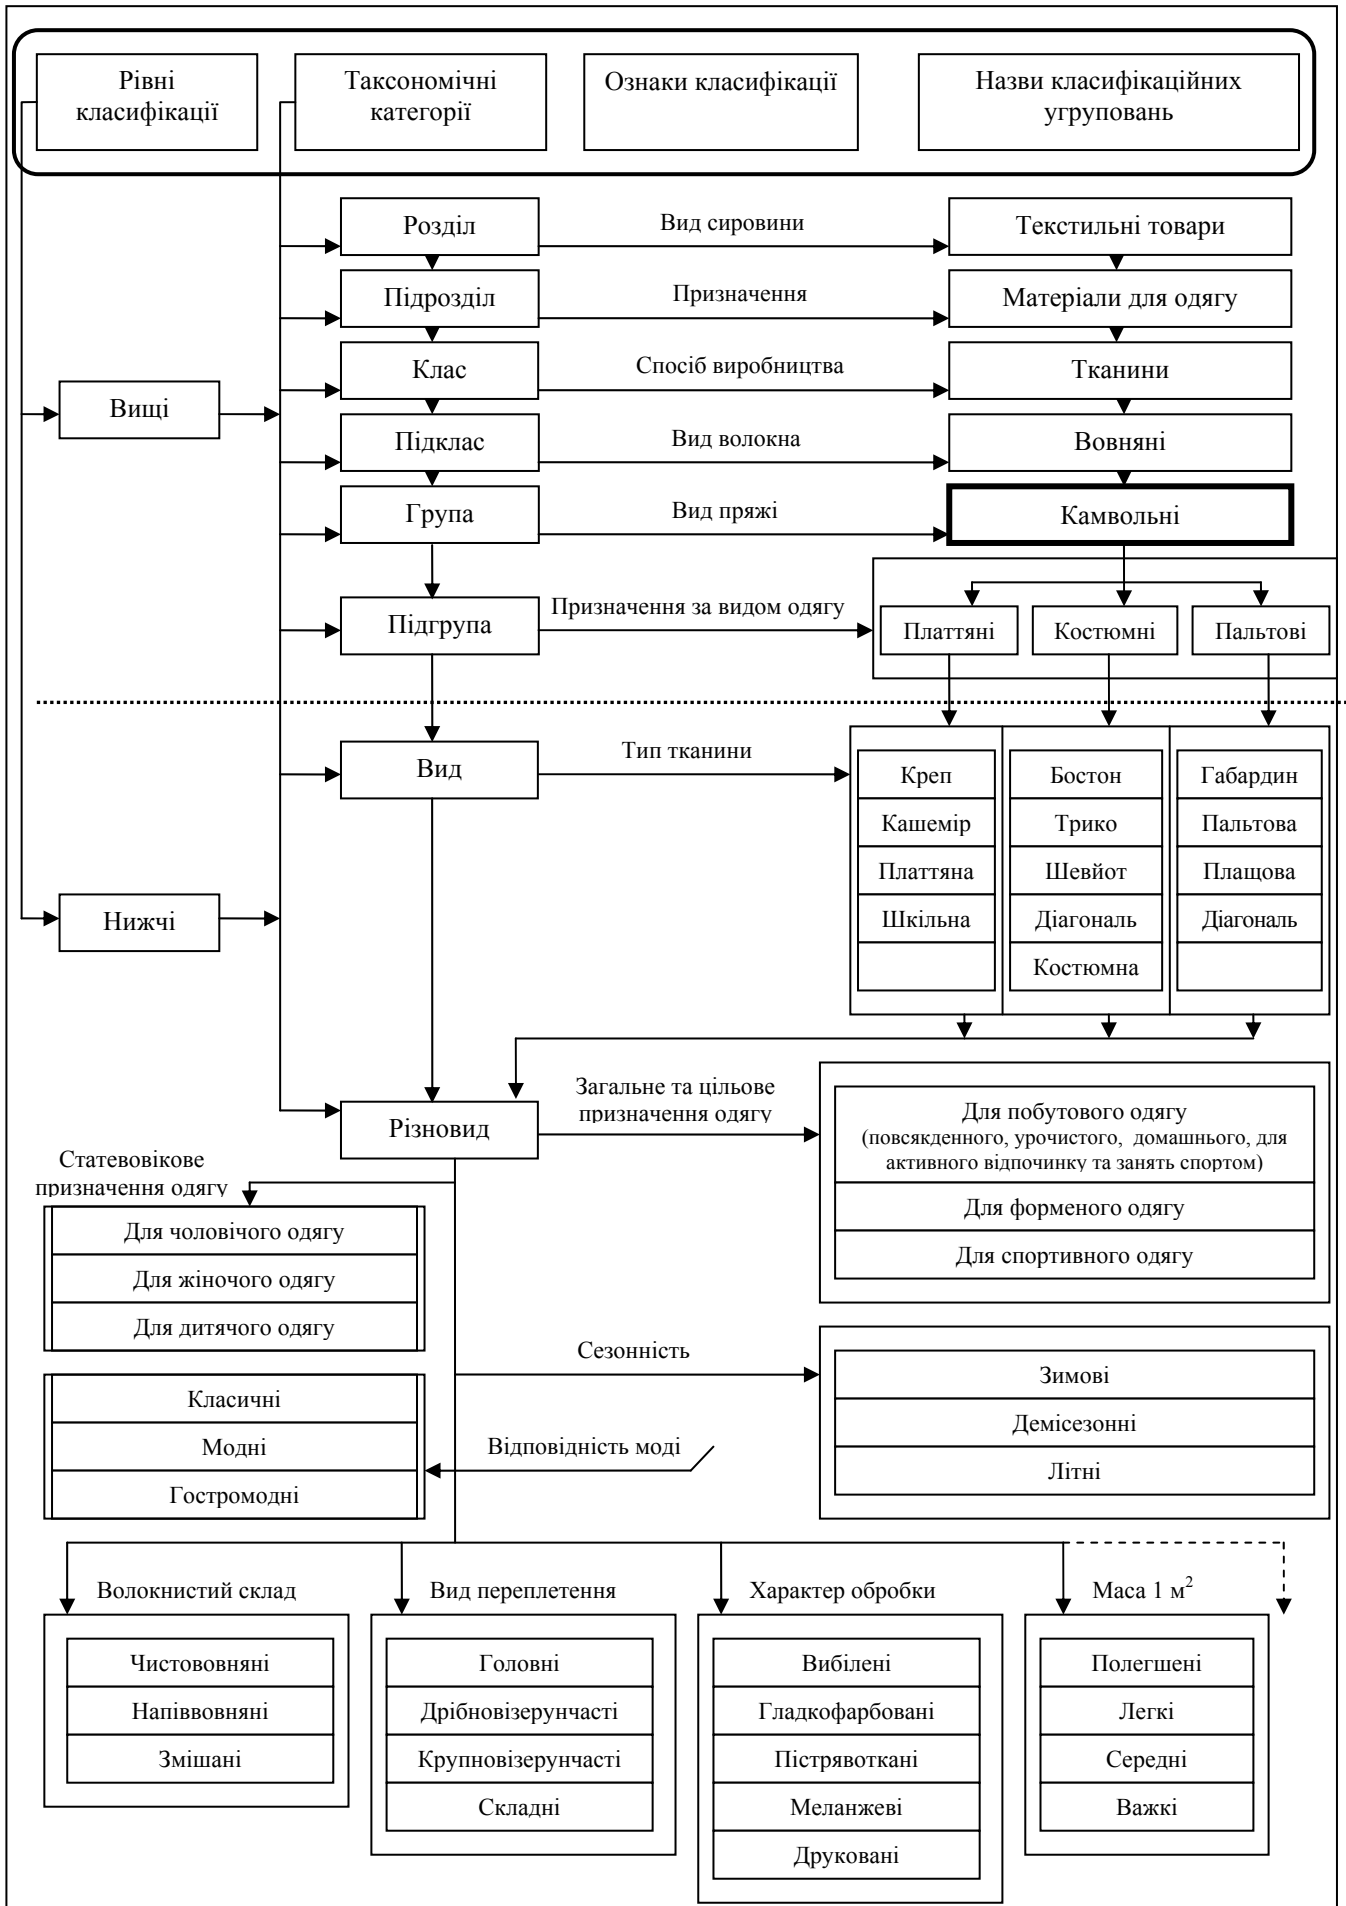 Рівні
класифікації
Таксономічні
категорії
Ознаки класифікації
Назви класифікаційних
угруповань
Розділ
Вид сировини
Текстильні товари
Підрозділ
Призначення
Матеріали для одягу
Клас
Спосіб виробництва
Тканини
Вищі
Підклас
Вид волокна
Вовняні
Група
Вид пряжі
Камвольні
Підгрупа
Призначення за видом одягу
Платтяні
Костюмні
Пальтові
Вид
Тип тканини
Креп
Кашемір
Платтяна
Шкільна
Бостон
Трико
Шевйот
Діагональ
Костюмна
Габардин
Пальтова
Плащова
Діагональ
Нижчі
Різновид
Загальне та цільове
призначення одягу
Для побутового одягу
(повсякденного, урочистого, домашнього, для
активного відпочинку та занять спортом)
Для форменого одягу
Для спортивного одягу
Статевовікове
призначення одягу
Для чоловічого одягу
Для жіночого одягу
Для дитячого одягу
Сезонність
Зимові
Демісезонні
Літні
Відповідність моді
Класичні
Модні
Гостромодні
Волокнистий склад
Чистововняні
Напіввовняні
Змішані
Вид переплетення
Головні
Дрібновізерунчасті
Крупновізерунчасті
Складні
Характер обробки
Вибілені
Гладкофарбовані
Пістрявоткані
Меланжеві
Друковані
Маса 1 м²
Полегшені
Легкі
Середні
Важкі